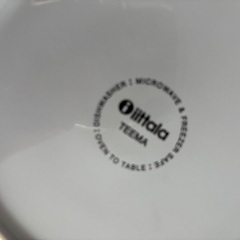 DISHWASHER : MICROWAVE & FREEZER SAFE : OVEN TO TABLE :
iittala
TEEMA